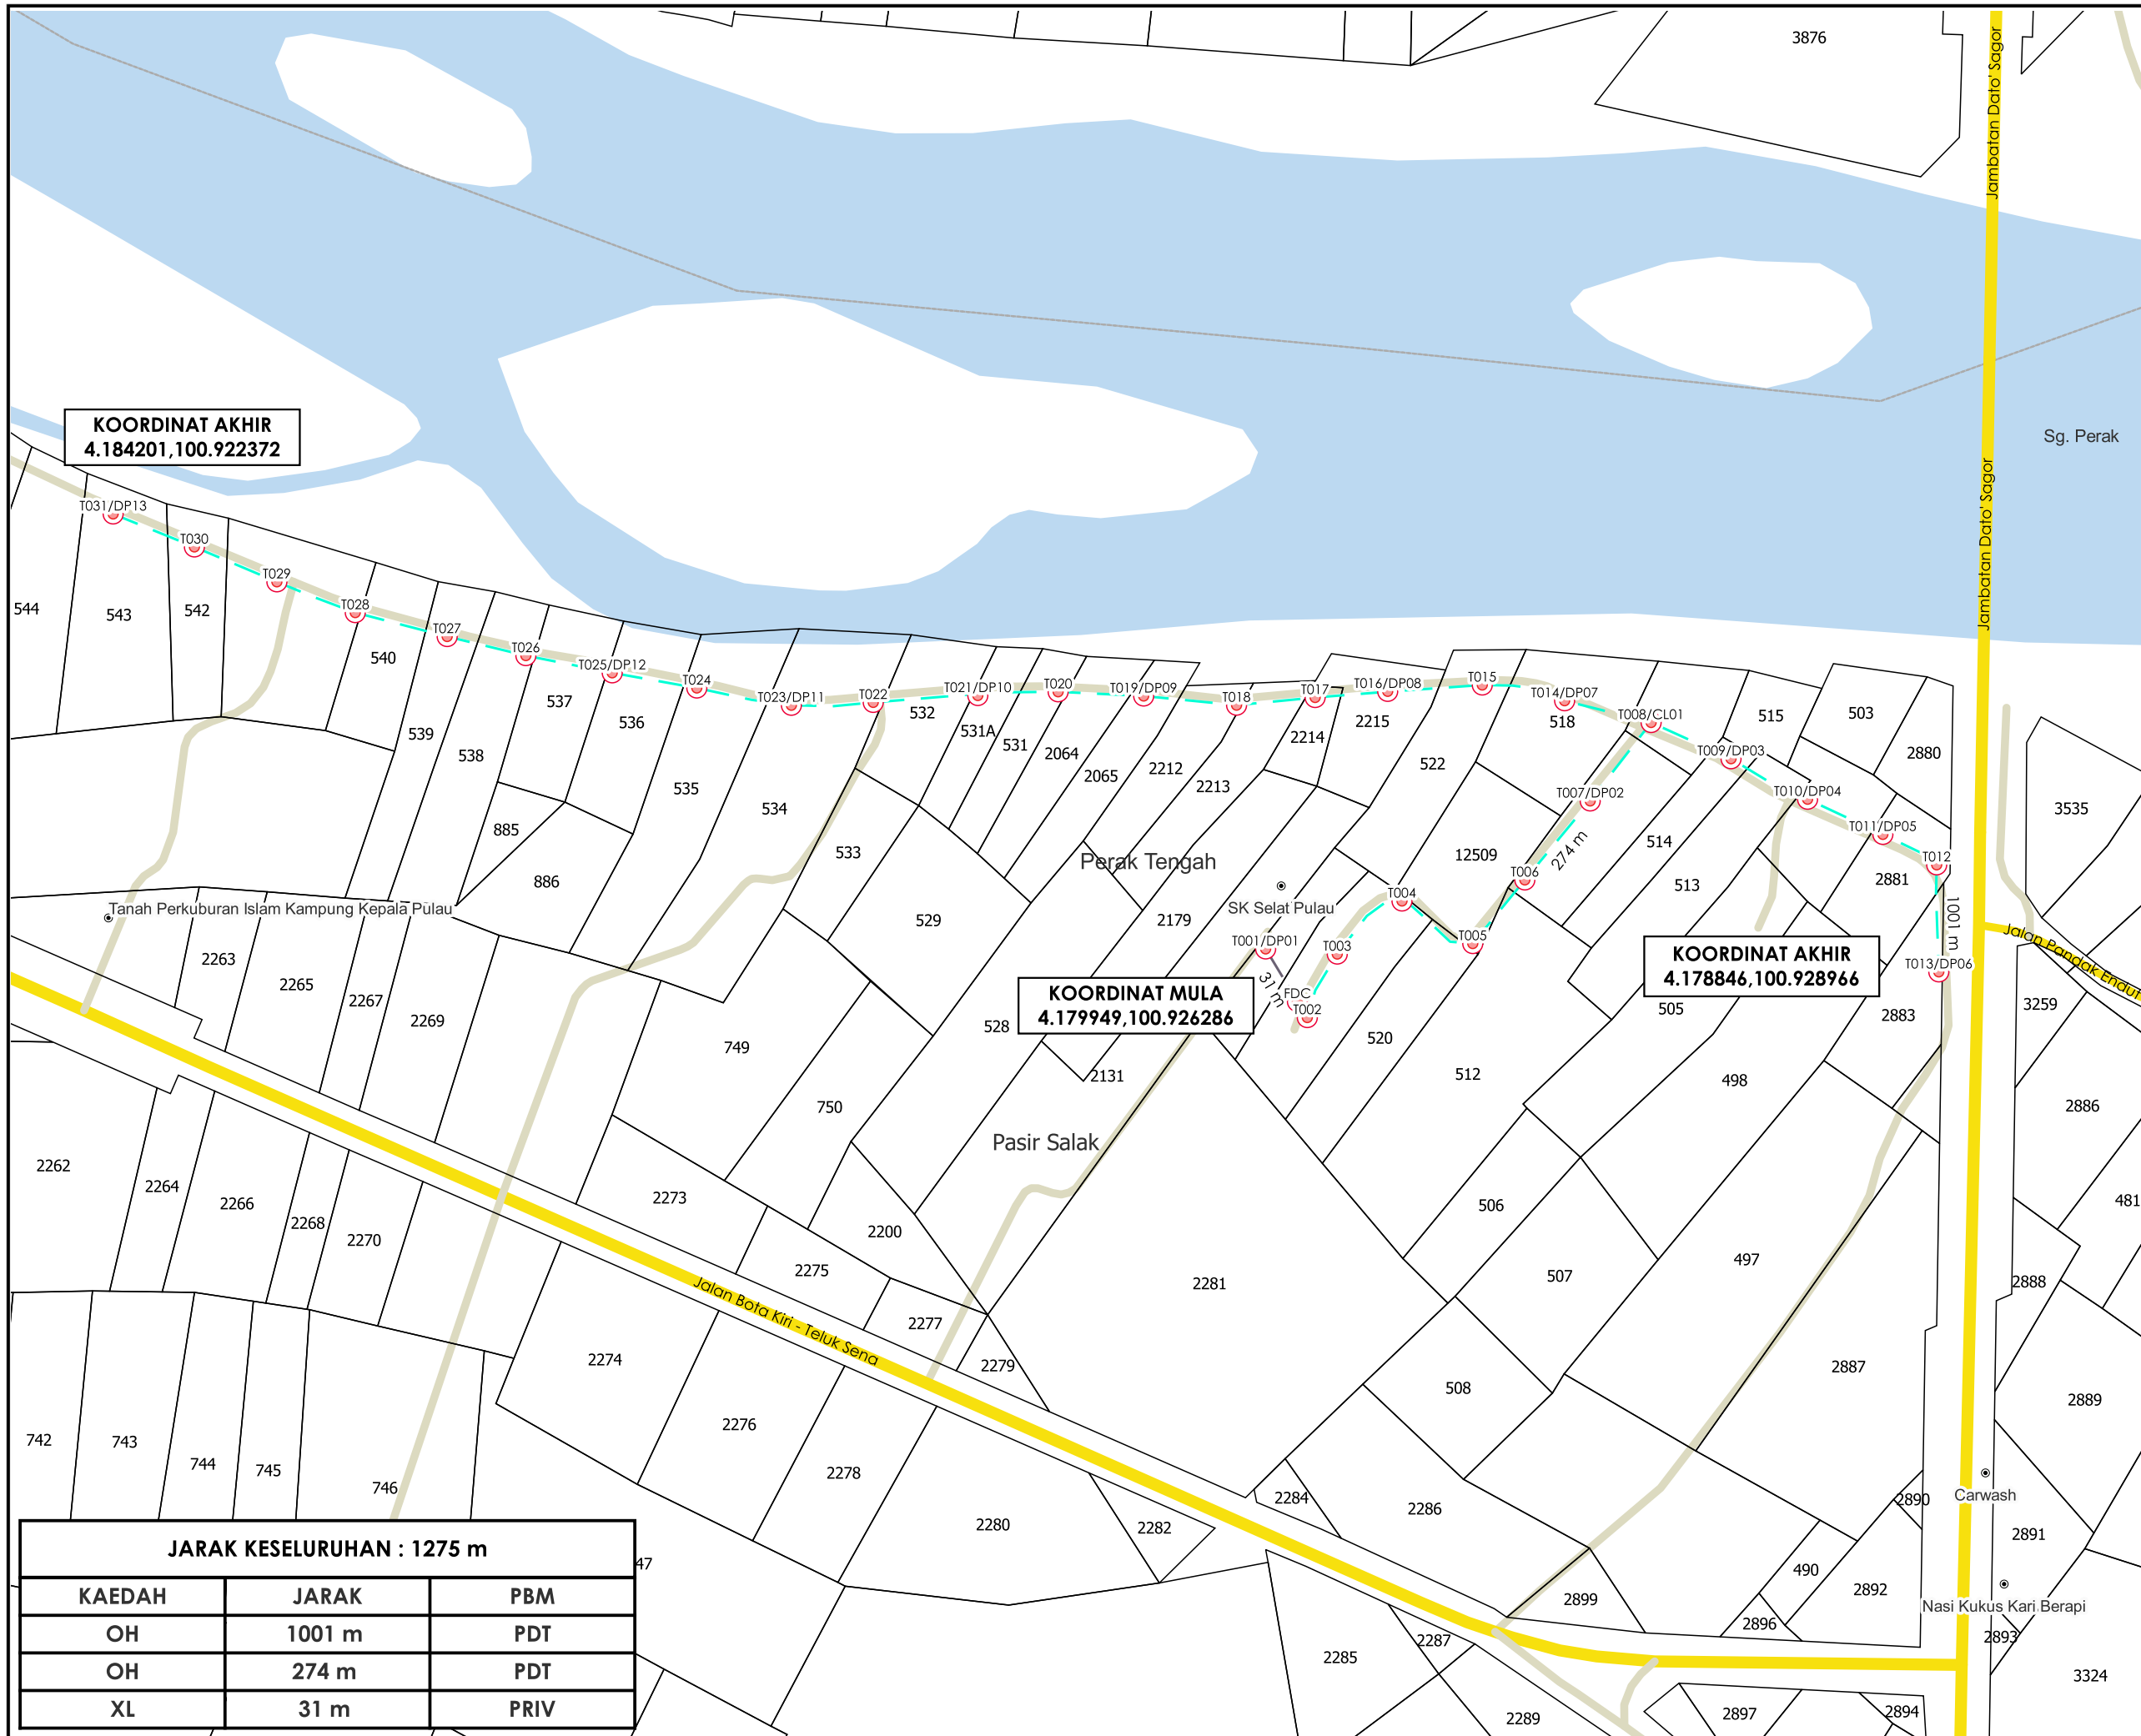 3876
Jambatan Dato' Sagor
Sg. Perak
Jambatan Dato' Sagor
KOORDINAT AKHIR
4.184201,100.922372
T031/DP13
T030
T029
T028
T027
T026
T025/DP12
T024
T023/DP11
T022
T021/DP10
T020
T019/DP09
T018
T017
T016/DP08
T015
T014/DP07
T008/CL01
T009/DP03
T010/DP04
T011/DP05
T012
T013/DP06
T007/DP02
T006
T005
T004
T003
T001/DP01
FDC
T002
31 m
274 m
1001 m
544
543
542
540
539
538
537
536
535
534
533
532
531A
531
2064
2065
2212
2213
2214
2215
522
518
515
503
2880
3535
885
886
529
2179
12509
514
513
2881
Perak Tengah
SK Selat Pulau
Tanah Perkuburan Islam Kampung Kepala Pulau
Jalan Pandak Endut
KOORDINAT MULA
4.179949,100.926286
KOORDINAT AKHIR
4.178846,100.928966
2263
2265
2267
2269
749
750
528
2131
520
512
505
498
2883
3259
2886
481
Pasir Salak
2262
2264
2266
2268
2270
2273
2275
2200
2277
2279
2281
506
507
497
2888
2887
2889
Jalan Bota Kiri - Teluk Sena
2274
2276
2278
2280
2282
2284
2286
508
742
743
744
745
746
47
2890
Carwash
2891
490
2892
2899
2896
Nasi Kukus Kari Berapi
2893
3324
2285
2287
2289
2897
2894
JARAK KESELURUHAN : 1275 m
KAEDAH JARAK PBM
OH 1001 m PDT
OH 274 m PDT
XL 31 m PRIV